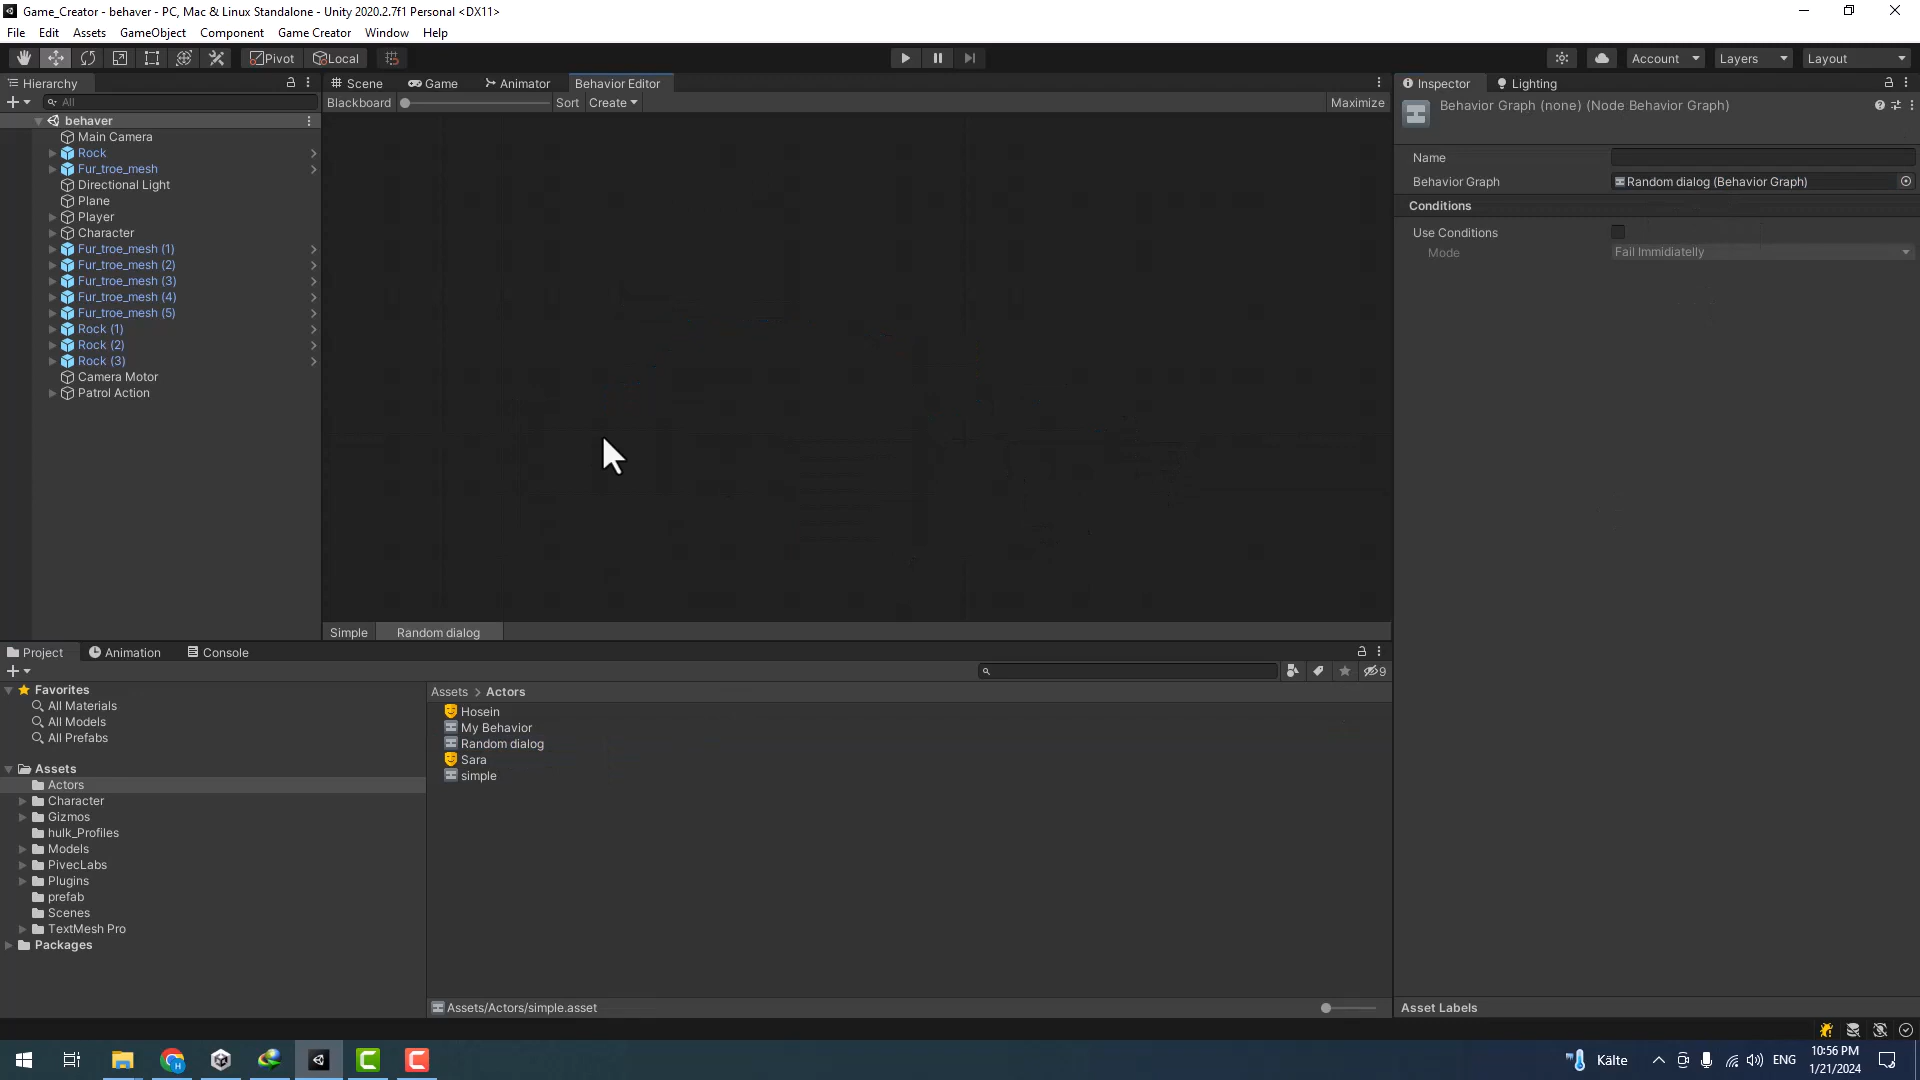 Game_Creator - behaver - PC, Mac & Linux Standalone - Unity 2020.2.7f1 Personal <DX11>
File Edit Assets GameObject Component Game Creator Window Help
Pivot Local Account Layers Layout
Hierarchy
All
behaver
Main Camera
Rock
Fur_troe_mesh
Directional Light
Plane
Player
Character
Fur_troe_mesh (1)
Fur_troe_mesh (2)
Fur_troe_mesh (3)
Fur_troe_mesh (4)
Fur_troe_mesh (5)
Rock (1)
Rock (2)
Rock (3)
Camera Motor
Patrol Action
Scene Game Animator Behavior Editor
Blackboard Sort Create Maximize
Simple Random dialog
Inspector Lighting
Behavior Graph (none) (Node Behavior Graph)
Name
Behavior Graph Random dialog (Behavior Graph)
Conditions
Use Conditions
Mode Fail Immidiatelly
Project Animation Console
9
Favorites
All Materials
All Models
All Prefabs
Assets
Actors
Character
Gizmos
hulk_Profiles
Models
PivecLabs
Plugins
prefab
Scenes
TextMesh Pro
Packages
Assets > Actors
Hosein
My Behavior
Random dialog
Sara
simple
Assets/Actors/simple.asset
Asset Labels
Kälte ENG 10:56 PM
1/21/2024